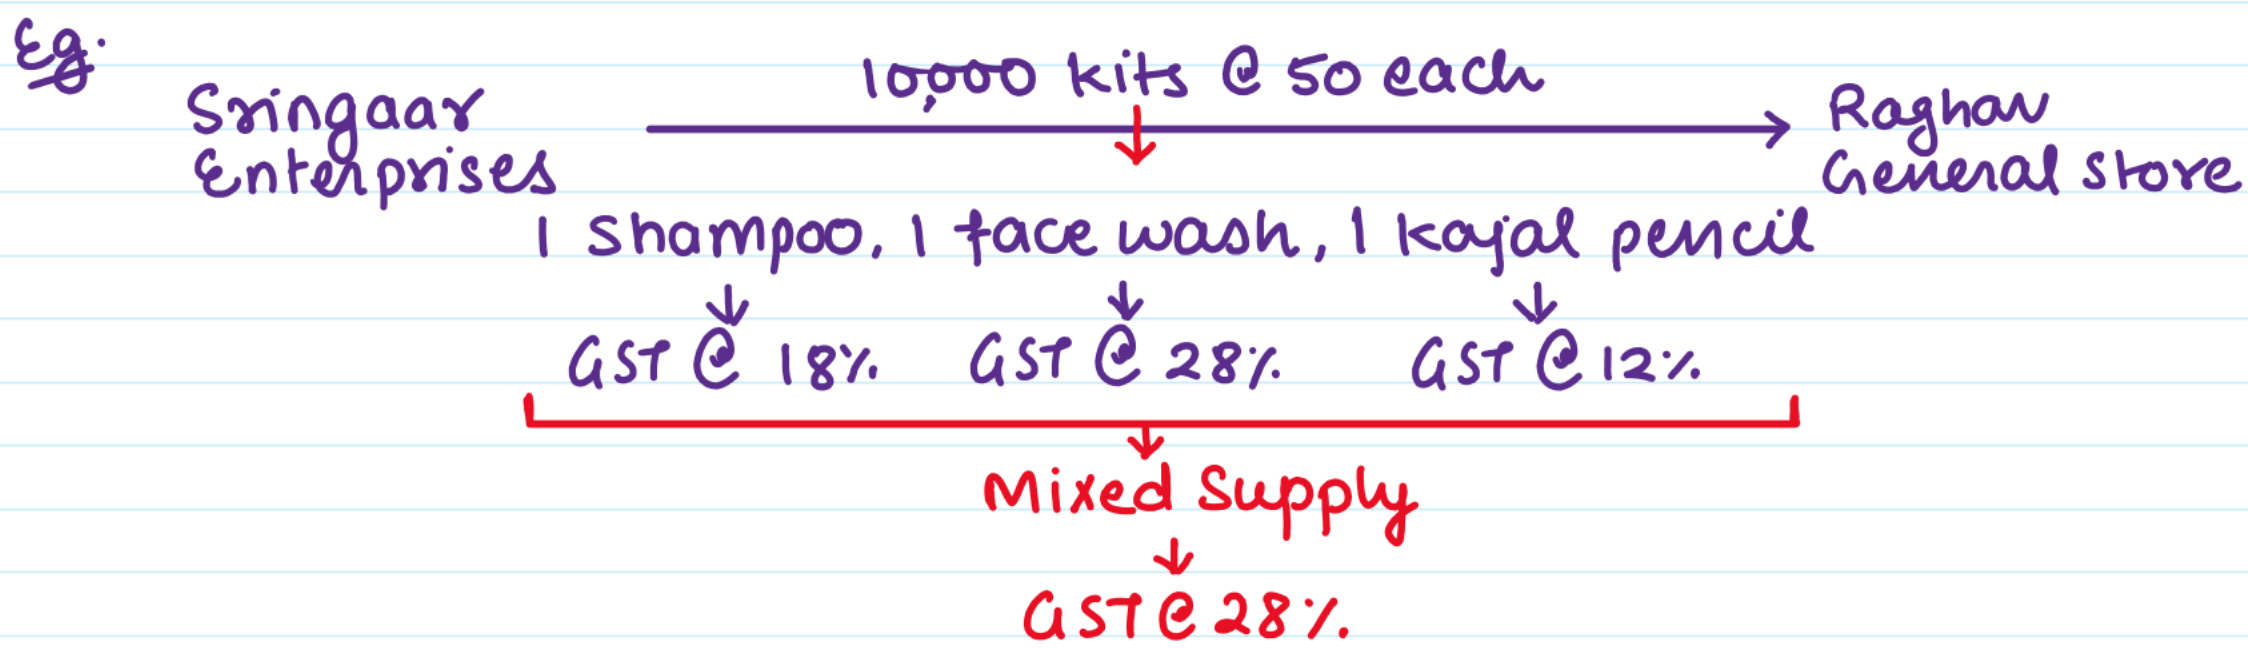 Eg.
10,000 kits @ 50 each
Sringaar
Enterprises
Raghav
General Store
1 Shampoo, 1 face wash, 1 kajal pencil
GST @ 18% GST @ 28% GST @ 12%
Mixed Supply
GST @ 28%